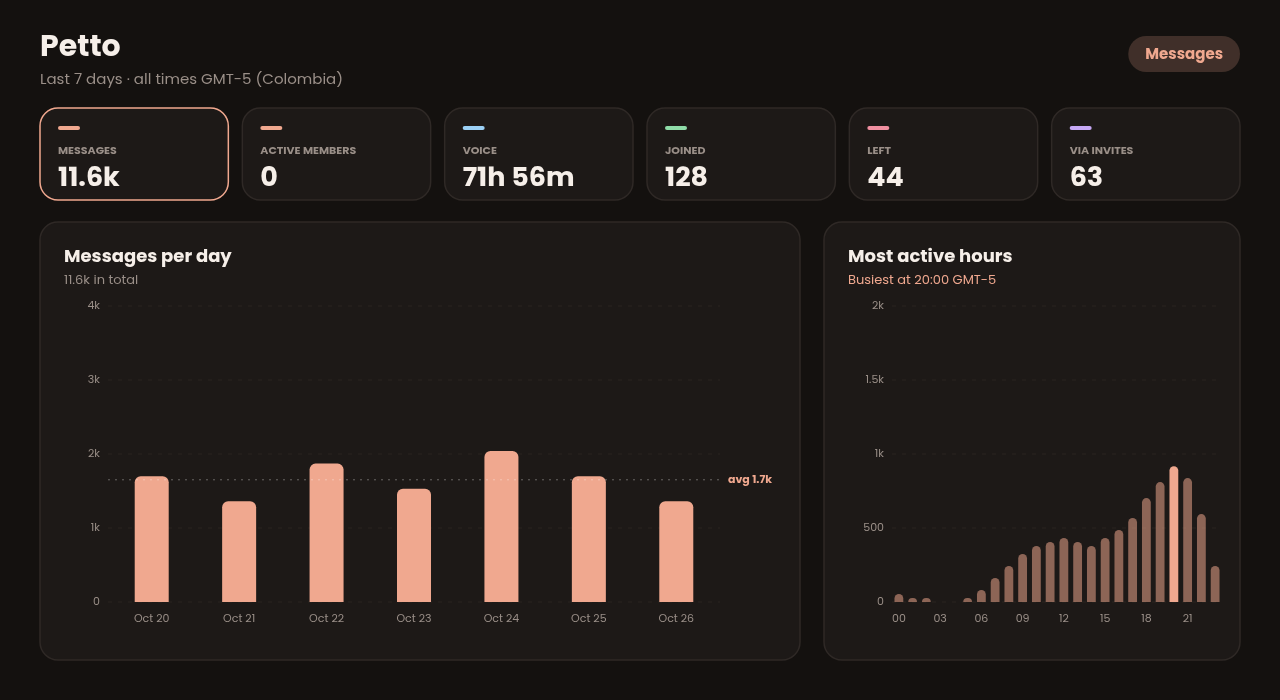 Petto
Last 7 days · all times GMT-5 (Colombia)
Messages
MESSAGES
11.6k
ACTIVE MEMBERS
0
VOICE
71h 56m
JOINED
128
LEFT
44
VIA INVITES
63
Messages per day
11.6k in total
4k
3k
2k
avg 1.7k
1k
0
Oct 20 Oct 21 Oct 22 Oct 23 Oct 24 Oct 25 Oct 26
Most active hours
Busiest at 20:00 GMT-5
2k
1.5k
1k
500
0
00 03 06 09 12 15 18 21